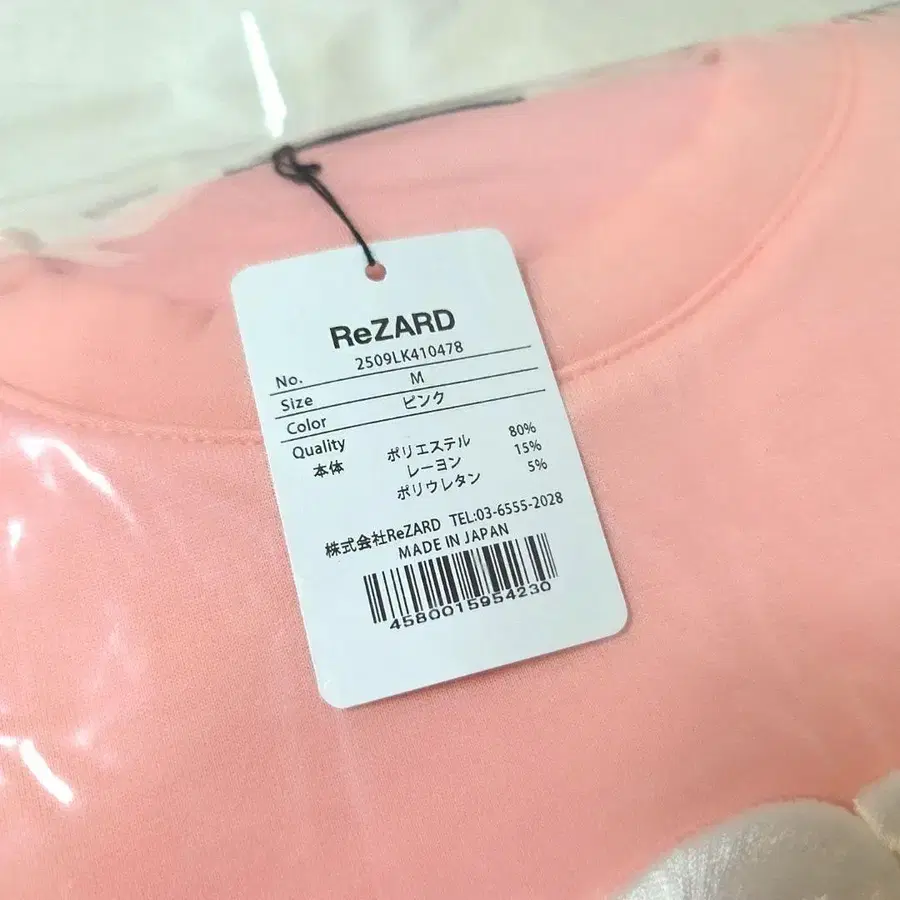 ReZARD
No. 2509LK410478
Size M
Color ピンク
Quality
本体 ポリエステル 80%
レーヨン 15%
ポリウレタン 5%
株式会社ReZARD TEL:03-6555-2028
MADE IN JAPAN
4580015954230